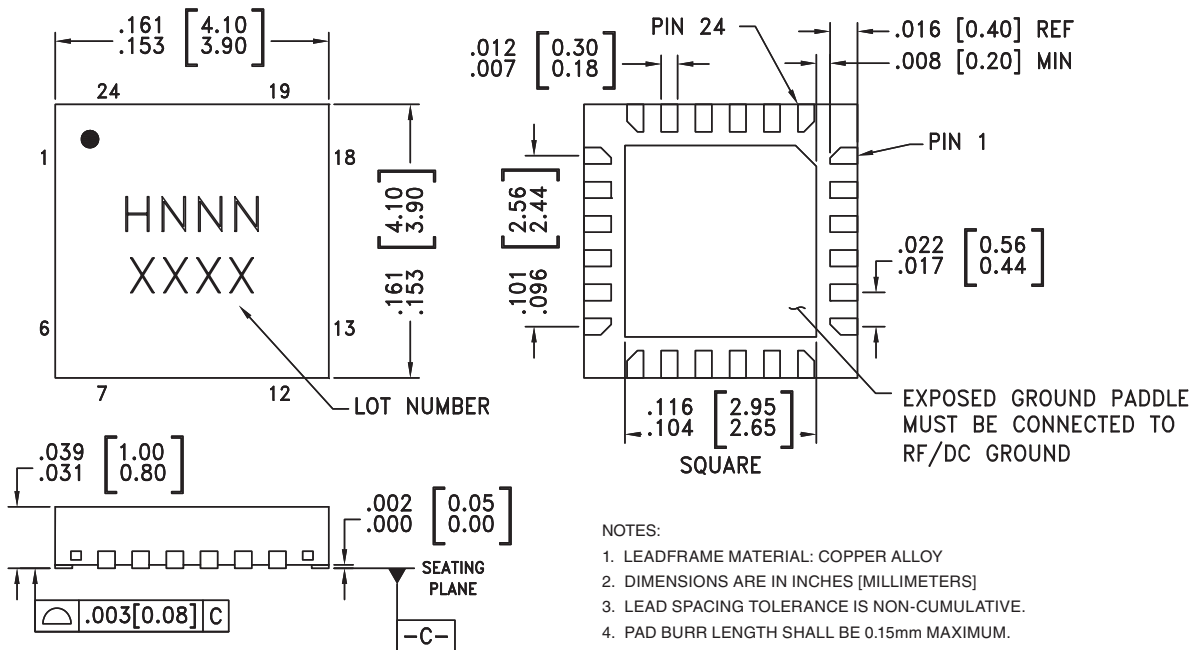 .161 [4.10]
.153 [3.90]
24 19
1 18
HNNN
XXXX
6 13
7 12
LOT NUMBER
.161 [4.10]
.153 [3.90]
PIN 24
.012 [0.30]
.007 [0.18]
.016 [0.40] REF
.008 [0.20] MIN
PIN 1
.101 [2.56]
.096 [2.44]
.022 [0.56]
.017 [0.44]
.116 [2.95]
.104 [2.65]
SQUARE
EXPOSED GROUND PADDLE
MUST BE CONNECTED TO
RF/DC GROUND
.039 [1.00]
.031 [0.80]
.002 [0.05]
.000 [0.00]
SEATING
PLANE
.003[0.08] C
-C-
NOTES:
1. LEADFRAME MATERIAL: COPPER ALLOY
2. DIMENSIONS ARE IN INCHES [MILLIMETERS]
3. LEAD SPACING TOLERANCE IS NON-CUMULATIVE.
4. PAD BURR LENGTH SHALL BE 0.15mm MAXIMUM.